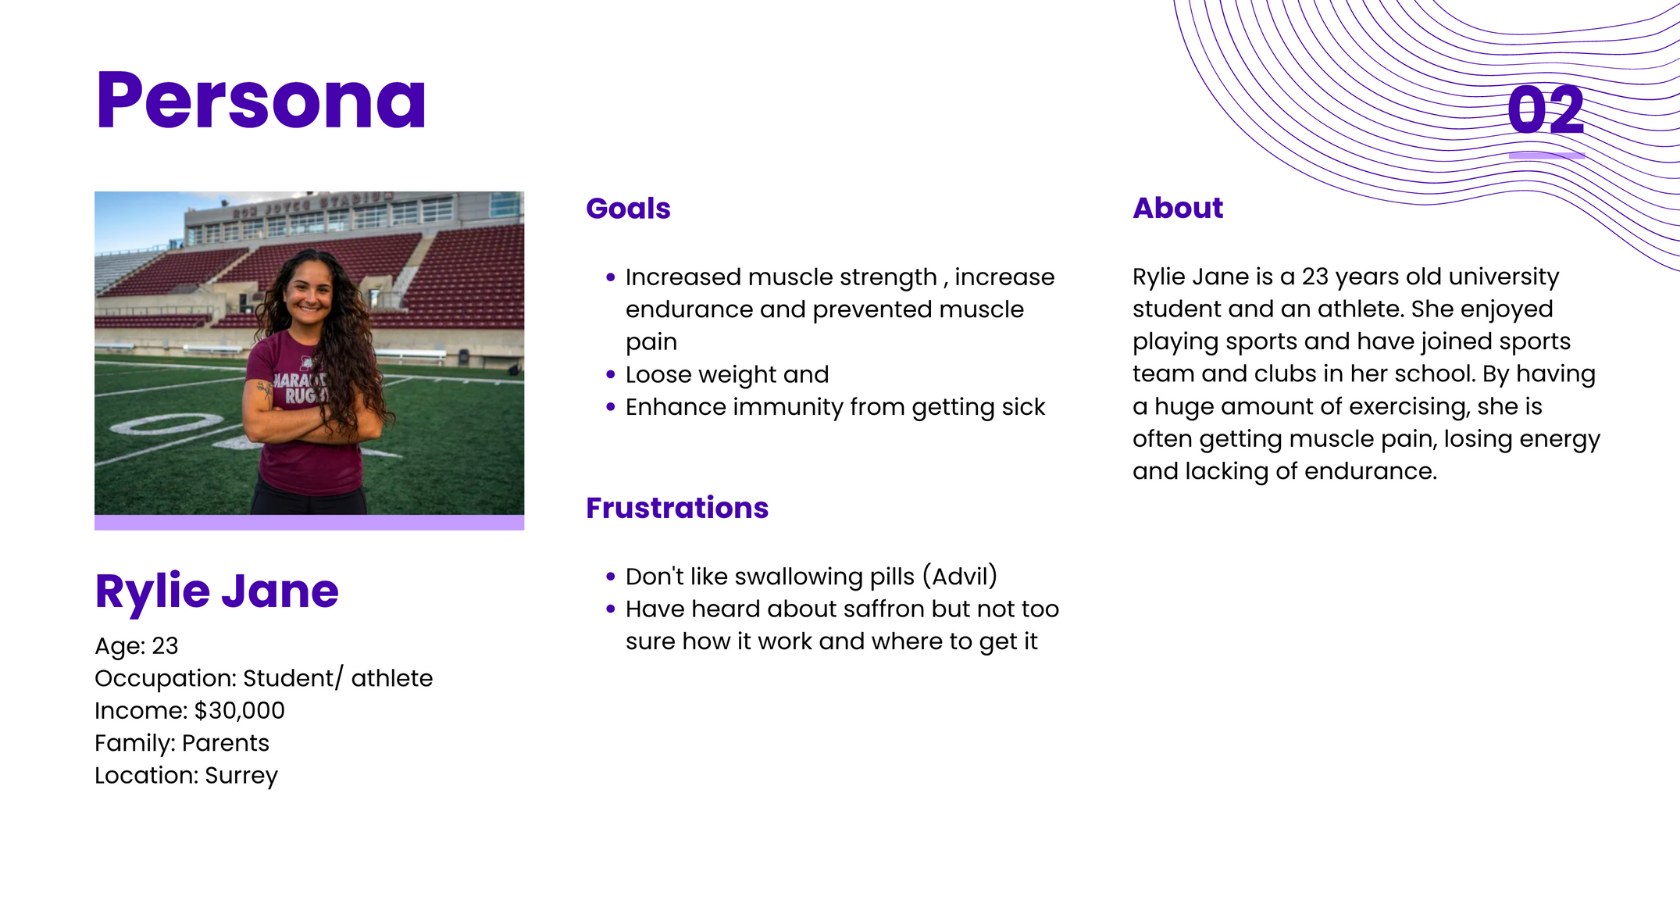 Persona
02
RON JOYCE STADIUM
RUGBY
Rylie Jane
Age: 23
Occupation: Student/ athlete
Income: $30,000
Family: Parents
Location: Surrey
Goals
Increased muscle strength , increase
endurance and prevented muscle
pain
Loose weight and
Enhance immunity from getting sick
Frustrations
Don't like swallowing pills (Advil)
Have heard about saffron but not too
sure how it work and where to get it
About
Rylie Jane is a 23 years old university
student and an athlete. She enjoyed
playing sports and have joined sports
team and clubs in her school. By having
a huge amount of exercising, she is
often getting muscle pain, losing energy
and lacking of endurance.